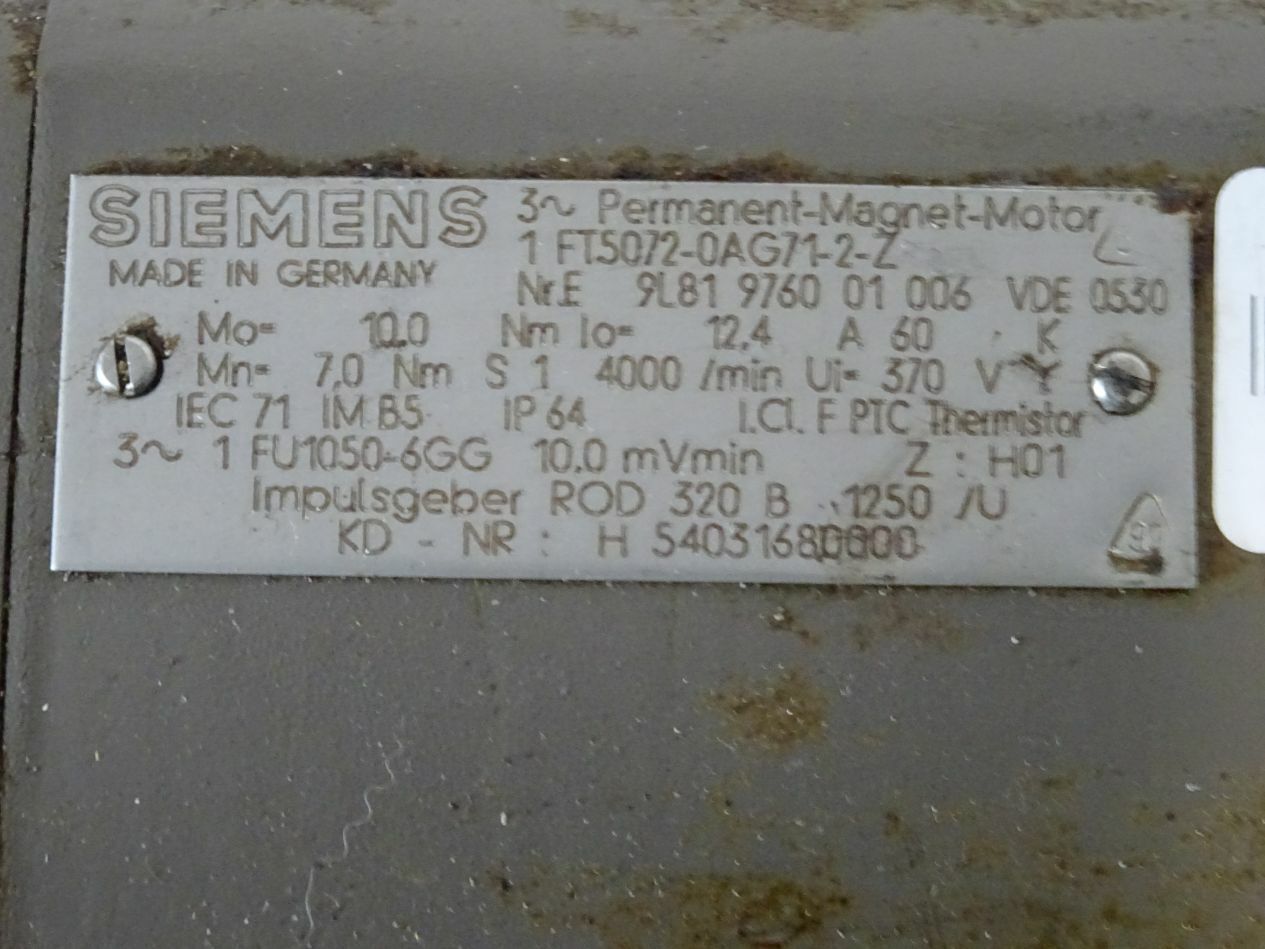 SIEMENS 3~ Permanent-Magnet-Motor
1 FT5072-0AG71-2-Z
MADE IN GERMANY
Nr.E 9L81 9760 01 006 VDE 0530
Mo= 10.0 Nm Io= 12.4 A 60 K
Mn= 7.0 Nm S 1 4000 /min Ui= 370 V Y
IEC 71 IM B5 IP 64 I.Cl. F PTC Thermistor
3~ 1 FU1050-6GG 10.0 mVmin Z : H01
Impulsgeber ROD 320 B 1250 /U
KD - NR : H